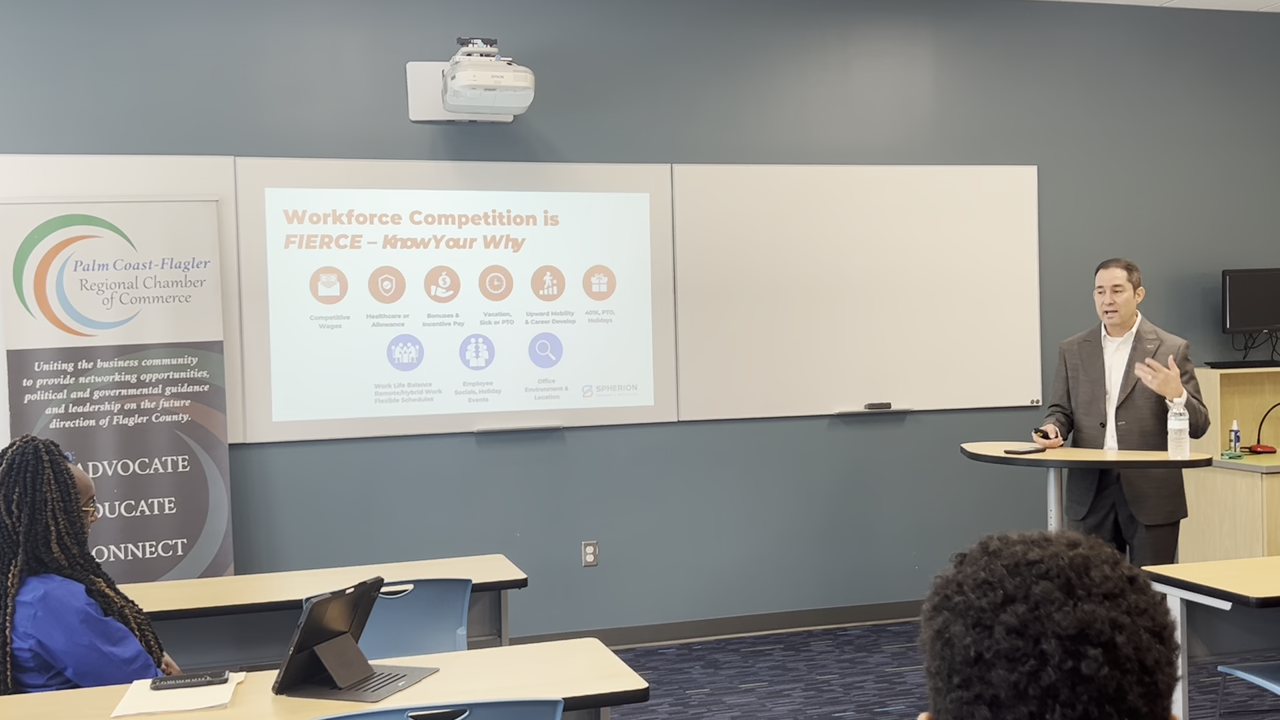 Palm Coast-Flagler
Regional Chamber
of Commerce
Uniting the business community
to provide networking opportunities,
political and governmental guidance
and leadership on the future
direction of Flagler County.
ADVOCATE
DUCATE
ONNECT
Workforce Competition is
FIERCE – Know Your Why
Competitive
Wages
Healthcare or
Allowance
Bonuses &
Incentive Pay
Vacation,
Sick or PTO
Upward Mobility
& Career Develop
401K, PTO,
Holidays
Work Life Balance
Remote/Hybrid Work
Flexible Schedules
Employee
Socials, Holiday
Events
Office
Environment &
Location
SPHERION
EPSON